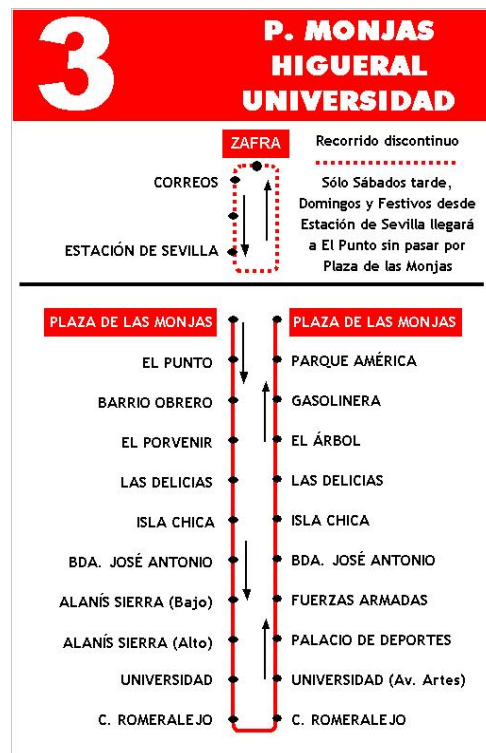 3
P. MONJAS
HIGUERAL
UNIVERSIDAD
ZAFRA
Recorrido discontinuo
CORREOS
ESTACIÓN DE SEVILLA
Sólo Sábados tarde,
Domingos y Festivos desde
Estación de Sevilla llegará
a El Punto sin pasar por
Plaza de las Monjas
PLAZA DE LAS MONJAS
EL PUNTO
BARRIO OBRERO
EL PORVENIR
LAS DELICIAS
ISLA CHICA
BDA. JOSÉ ANTONIO
ALANÍS SIERRA (Bajo)
ALANÍS SIERRA (Alto)
UNIVERSIDAD
C. ROMERALEJO
PLAZA DE LAS MONJAS
PARQUE AMÉRICA
GASOLINERA
EL ÁRBOL
LAS DELICIAS
ISLA CHICA
BDA. JOSÉ ANTONIO
FUERZAS ARMADAS
PALACIO DE DEPORTES
UNIVERSIDAD (Av. Artes)
C. ROMERALEJO